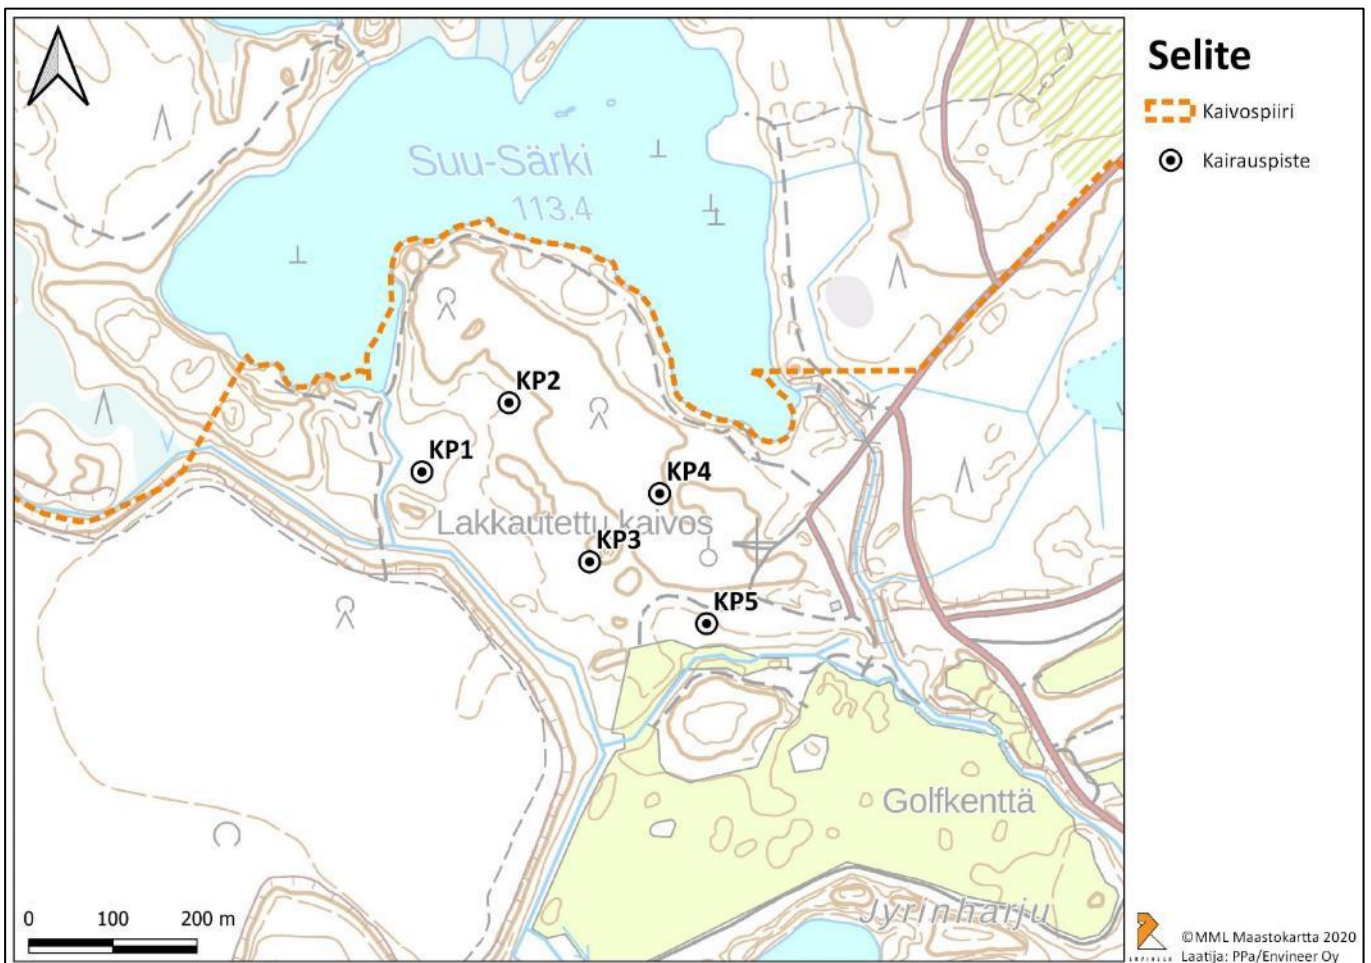 Selite
Kaivospiiri
Kairauspiste
Suu-Särki
113.4
KP2
KP1
KP4
Lakkautettu kaivos
KP3
KP5
Golfkenttä
Jyrinharju
0 100 200 m
©MML Maastokartta 2020
Laatija: PPa/Envineer Oy